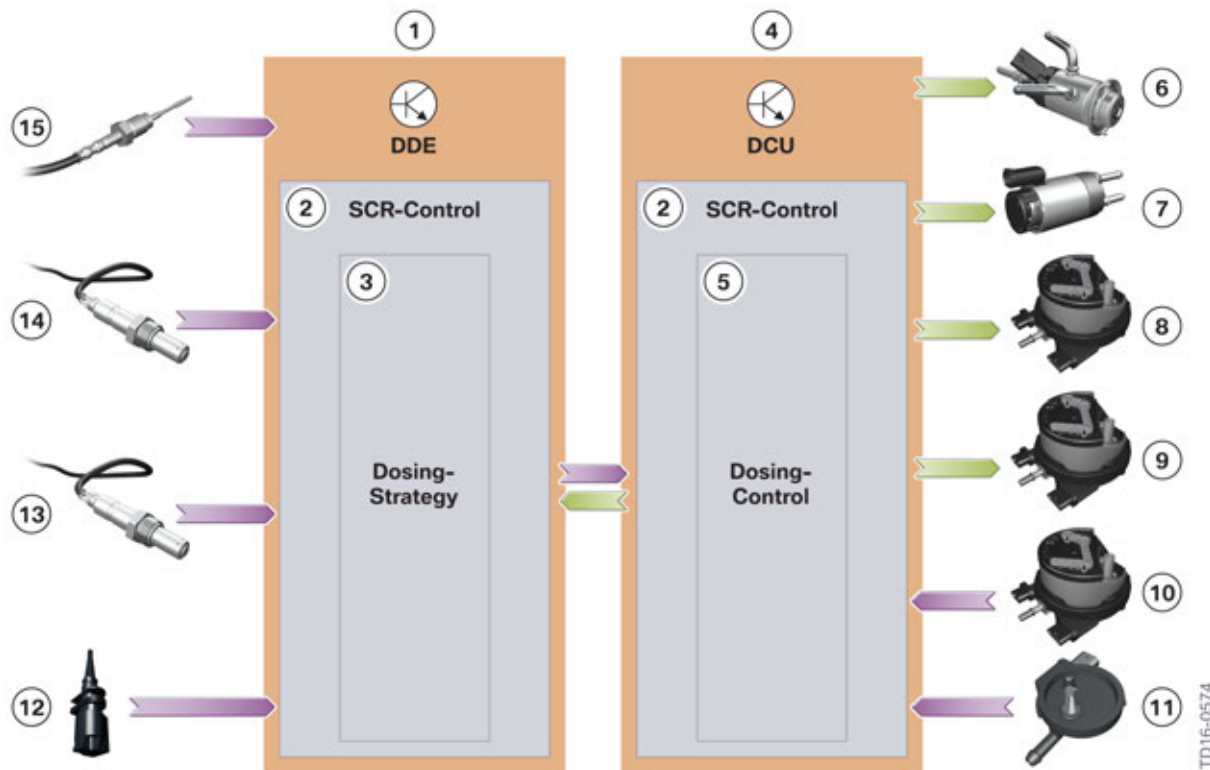 1
4
DDE
DCU
2
SCR-Control
2
SCR-Control
3
5
Dosing-
Strategy
Dosing-
Control
6
7
8
9
10
11
12
13
14
15
TD16-0574